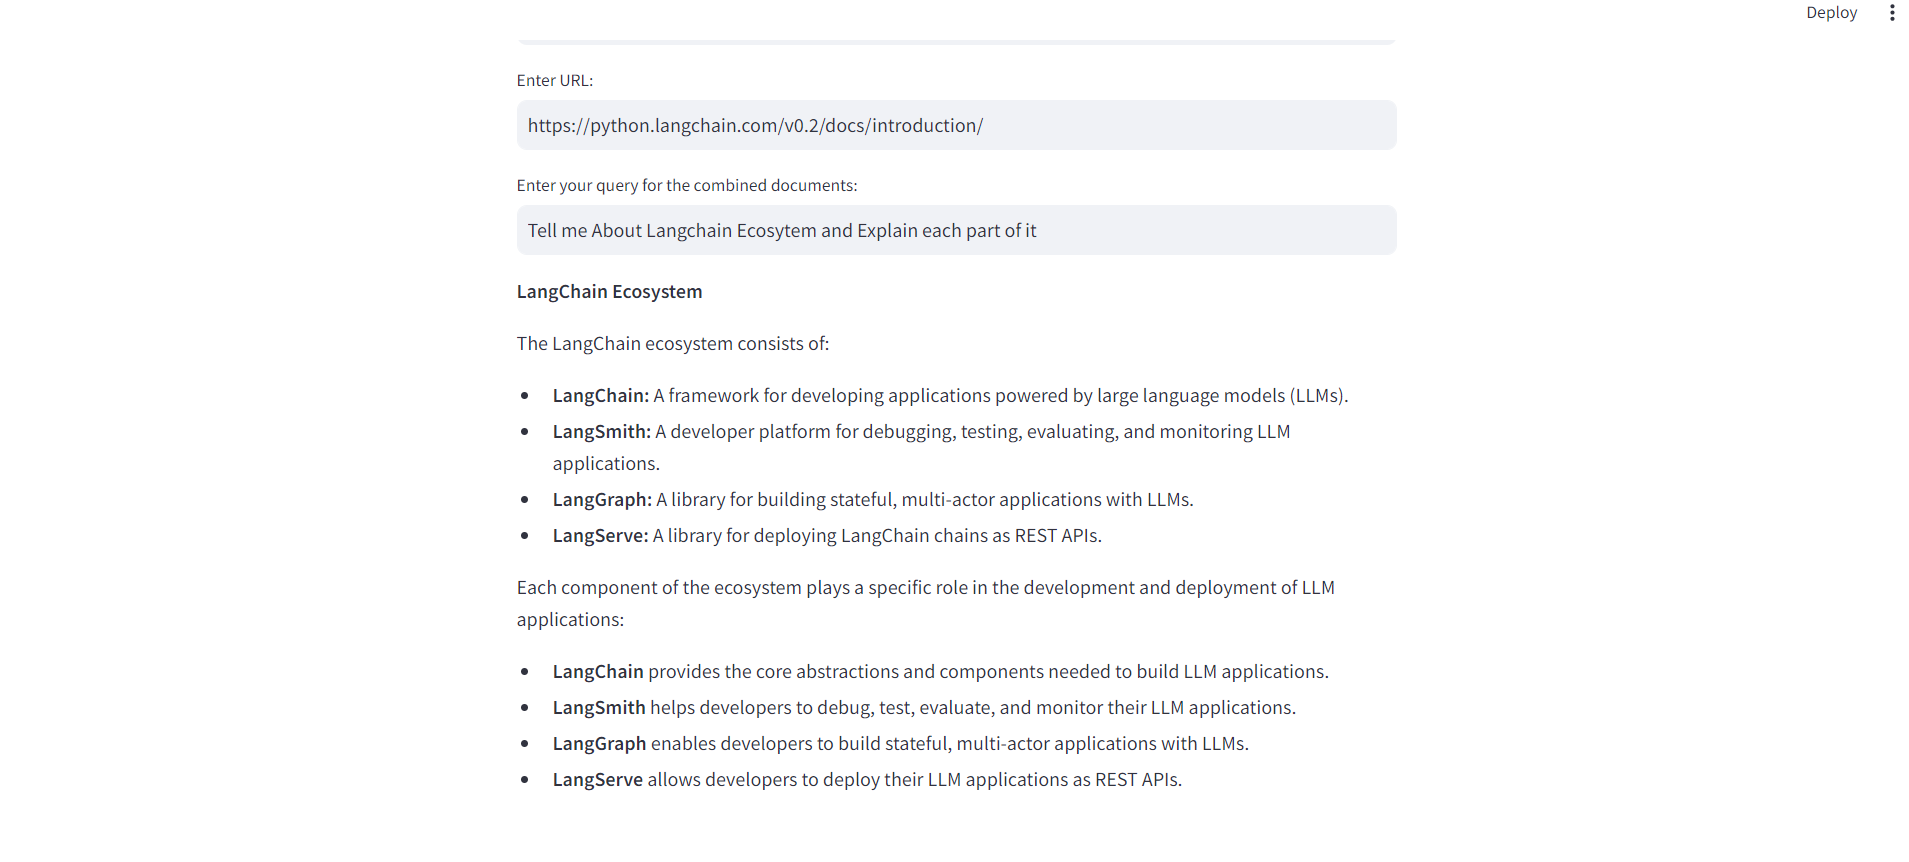 Deploy
Enter URL:
https://python.langchain.com/v0.2/docs/introduction/
Enter your query for the combined documents:
Tell me About Langchain Ecosytem and Explain each part of it
LangChain Ecosystem
The LangChain ecosystem consists of:
LangChain: A framework for developing applications powered by large language models (LLMs).
LangSmith: A developer platform for debugging, testing, evaluating, and monitoring LLM
applications.
LangGraph: A library for building stateful, multi-actor applications with LLMs.
LangServe: A library for deploying LangChain chains as REST APIs.
Each component of the ecosystem plays a specific role in the development and deployment of LLM
applications:
LangChain provides the core abstractions and components needed to build LLM applications.
LangSmith helps developers to debug, test, evaluate, and monitor their LLM applications.
LangGraph enables developers to build stateful, multi-actor applications with LLMs.
LangServe allows developers to deploy their LLM applications as REST APIs.